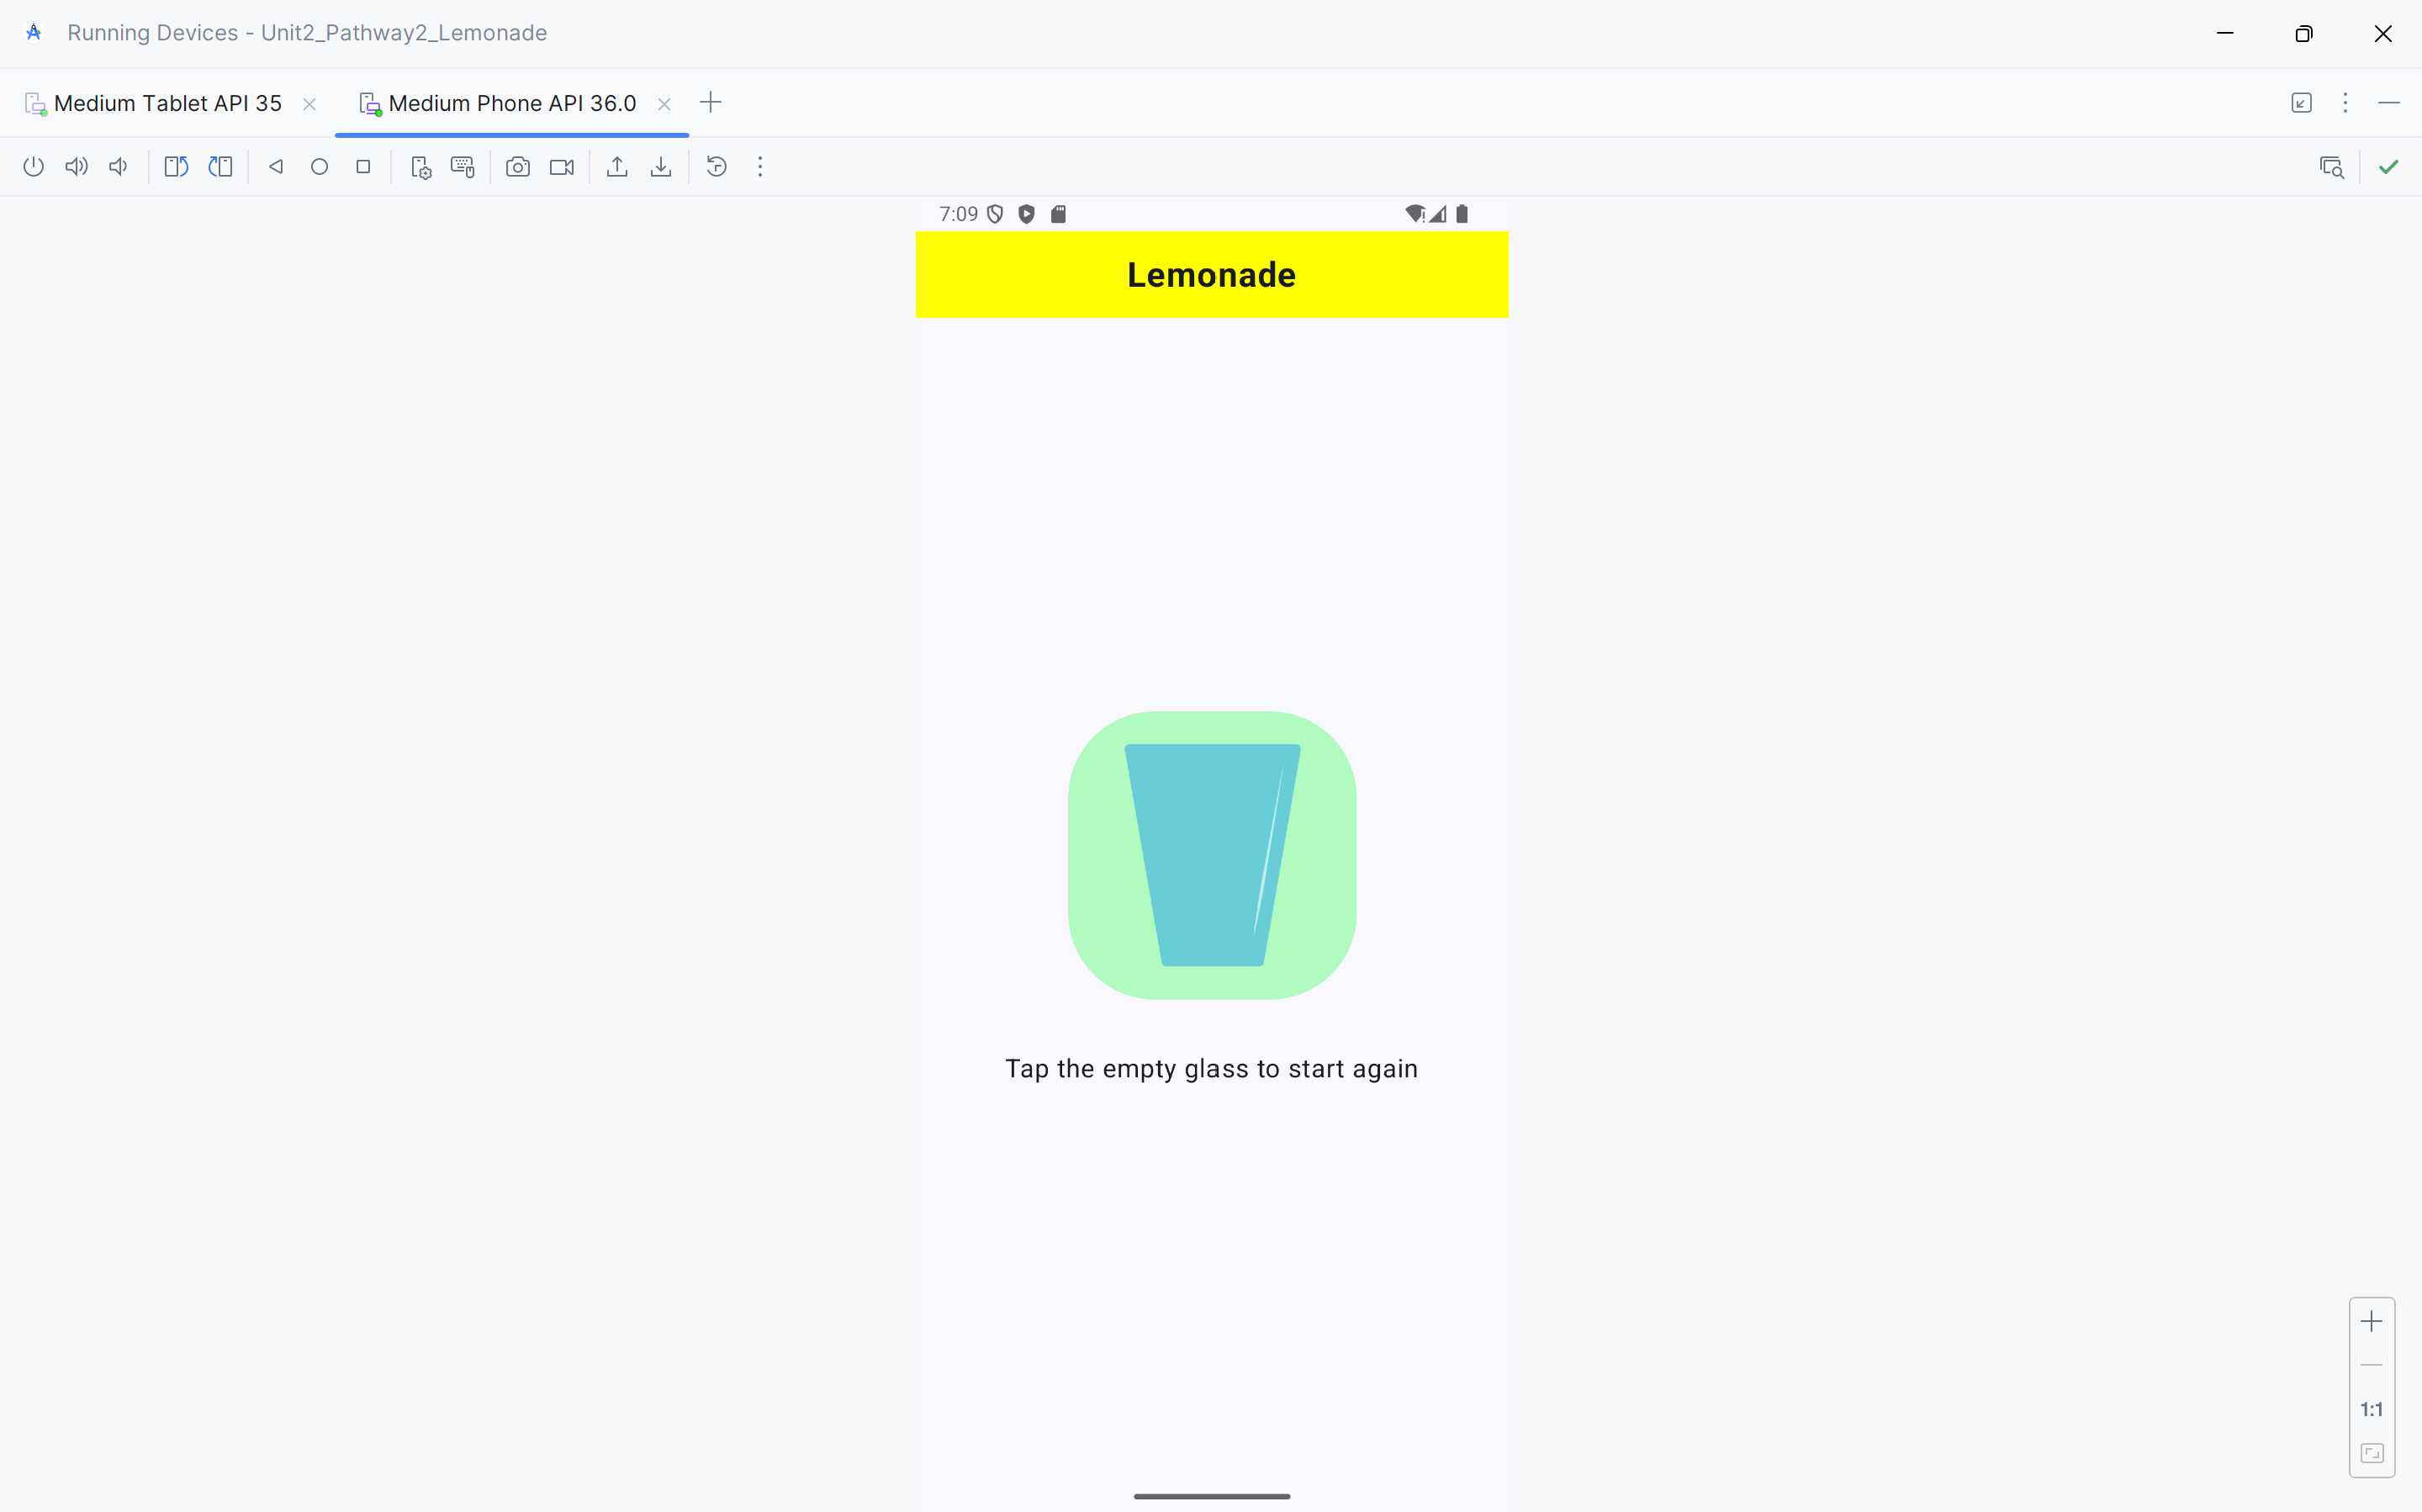 Running Devices - Unit2_Pathway2_Lemonade
Medium Tablet API 35
Medium Phone API 36.0
7:09
Lemonade
Tap the empty glass to start again
1:1